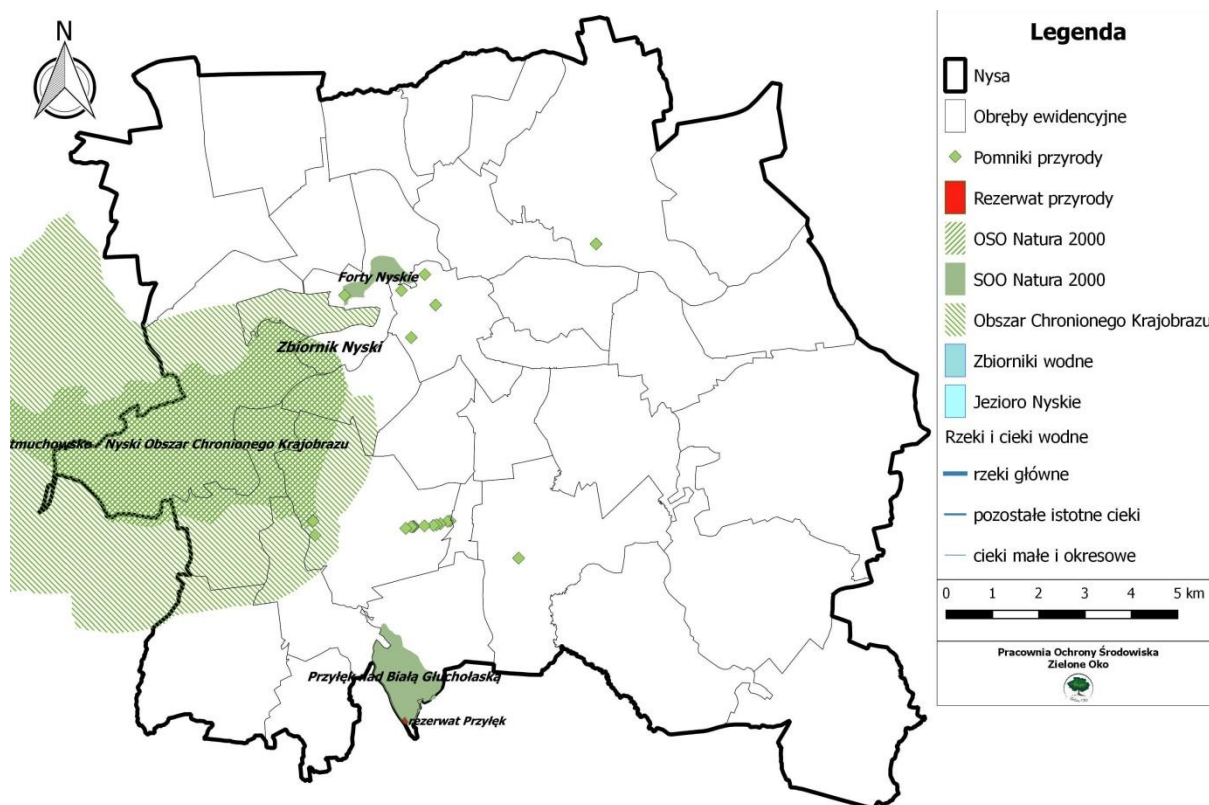 N
Forty Nyskie
Zbiornik Nyski
tmuchowsko - Nyski Obszar Chronionego Krajobrazu
Przyłęk nad Białą Głuchołaską
rezerwat Przyłęk
Legenda
Nysa
Obręby ewidencyjne
Pomniki przyrody
Rezerwat przyrody
OSO Natura 2000
SOO Natura 2000
Obszar Chronionego Krajobrazu
Zbiorniki wodne
Jezioro Nyskie
Rzeki i cieki wodne
rzeki główne
pozostałe istotne cieki
cieki małe i okresowe
0 1 2 3 4 5 km
Pracownia Ochrony Środowiska
Zielone Oko